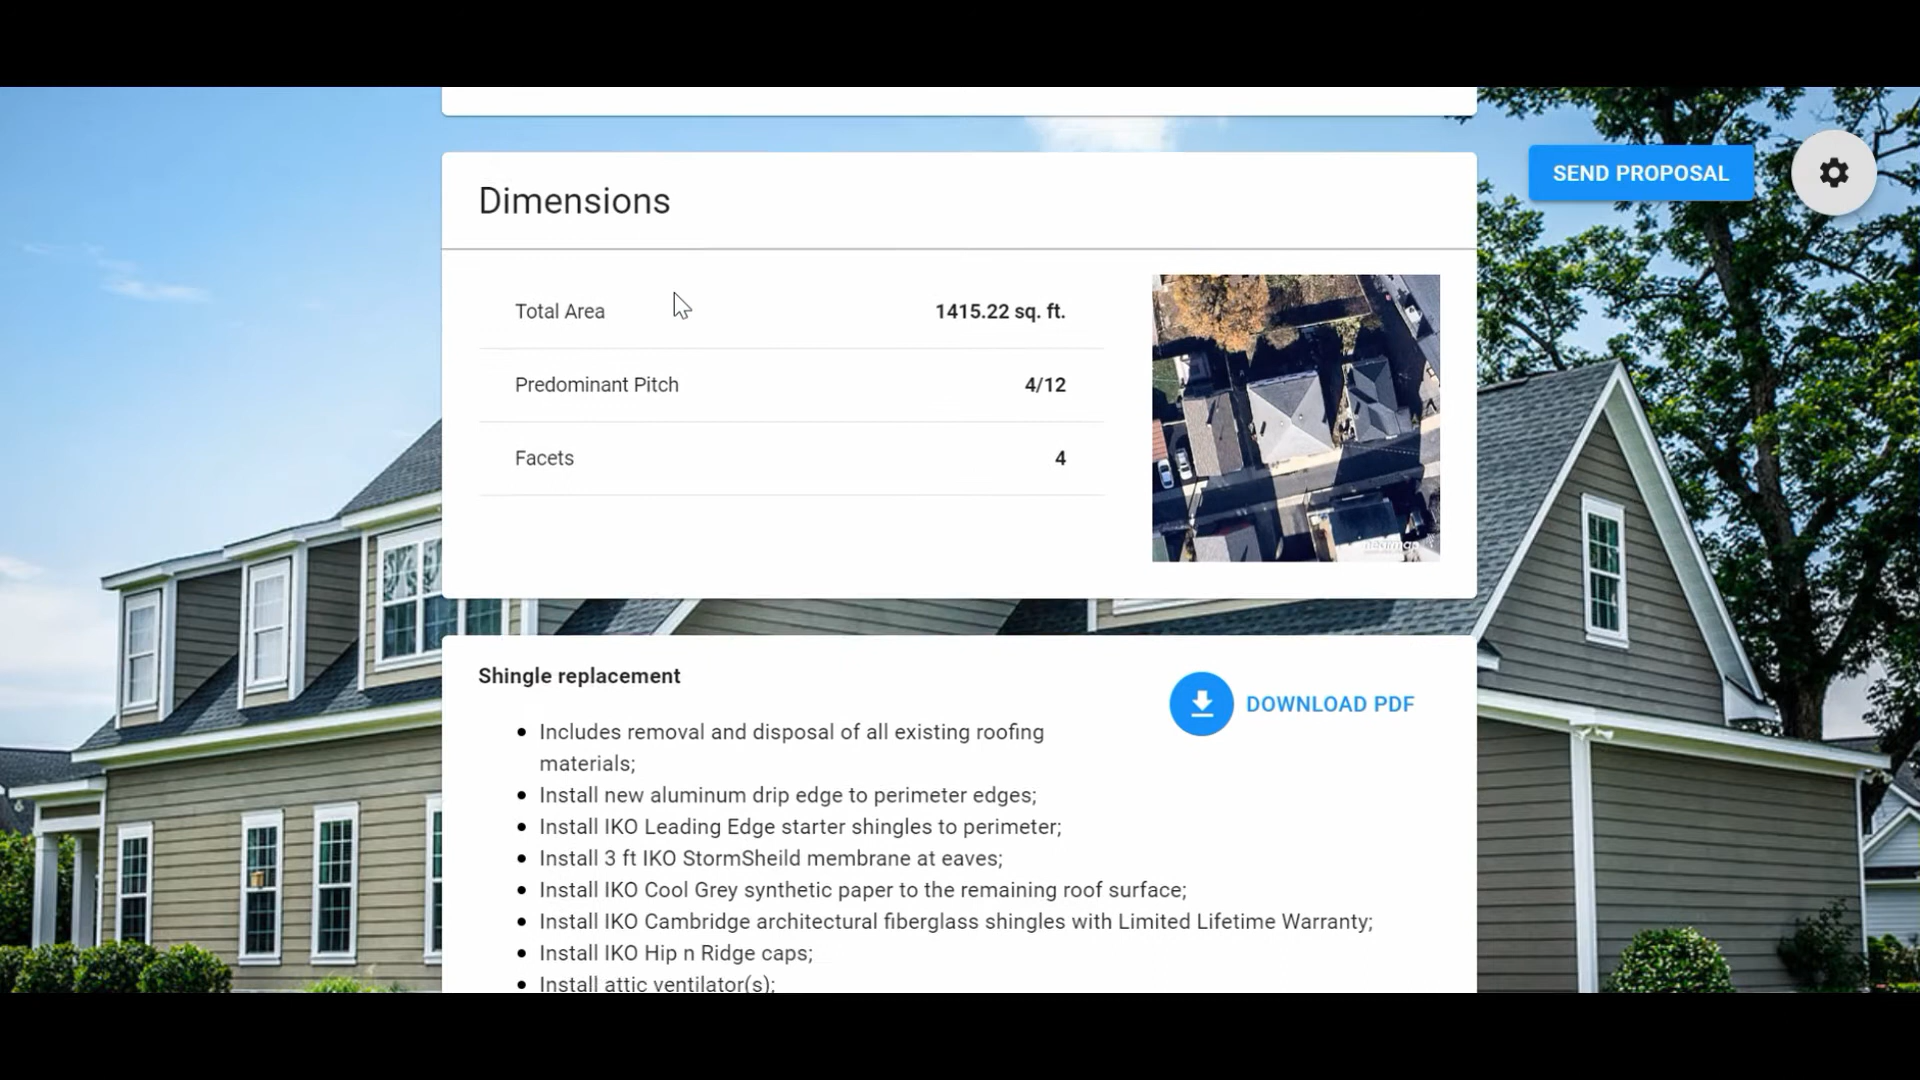 Dimensions
SEND PROPOSAL
Total Area 1415.22 sq. ft.
Predominant Pitch 4/12
Facets 4
nearmap
Shingle replacement
DOWNLOAD PDF
• Includes removal and disposal of all existing roofing
materials;
• Install new aluminum drip edge to perimeter edges;
• Install IKO Leading Edge starter shingles to perimeter;
• Install 3 ft IKO StormSheild membrane at eaves;
• Install IKO Cool Grey synthetic paper to the remaining roof surface;
• Install IKO Cambridge architectural fiberglass shingles with Limited Lifetime Warranty;
• Install IKO Hip n Ridge caps;
• Install attic ventilator(s);